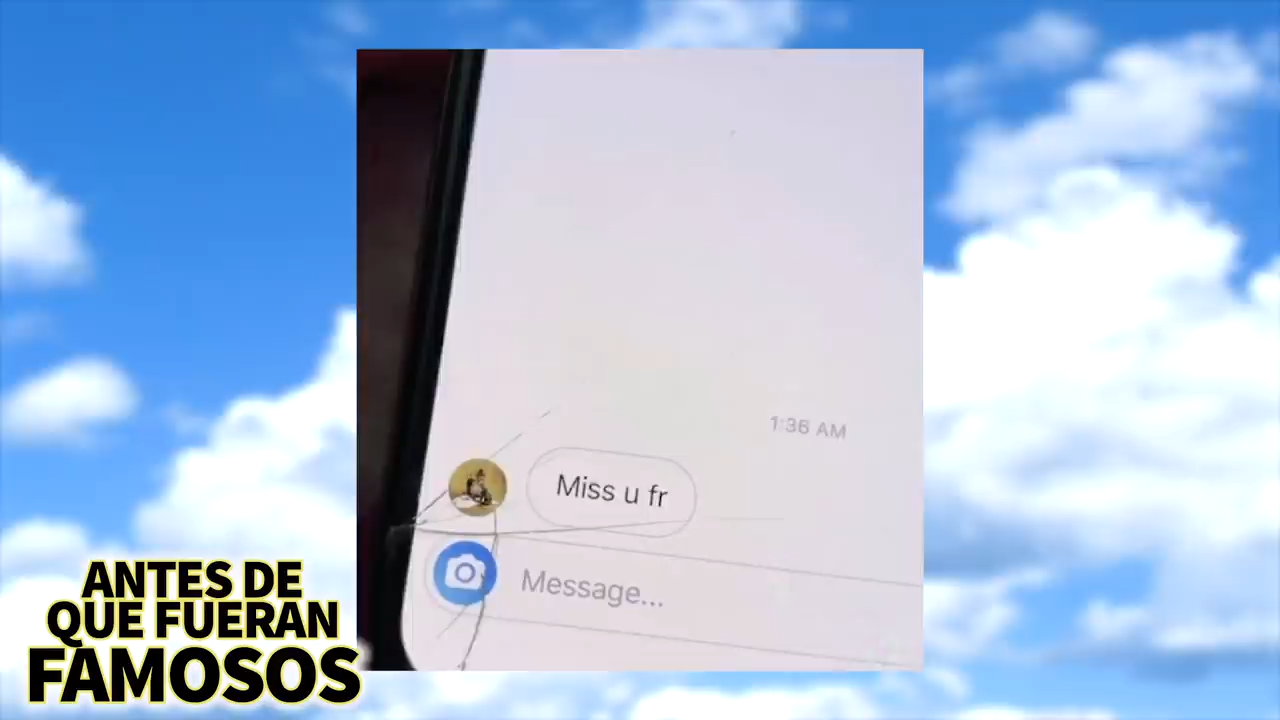 1:36 AM
Miss u fr
Message...
ANTES DE
QUE FUERAN
FAMOSOS